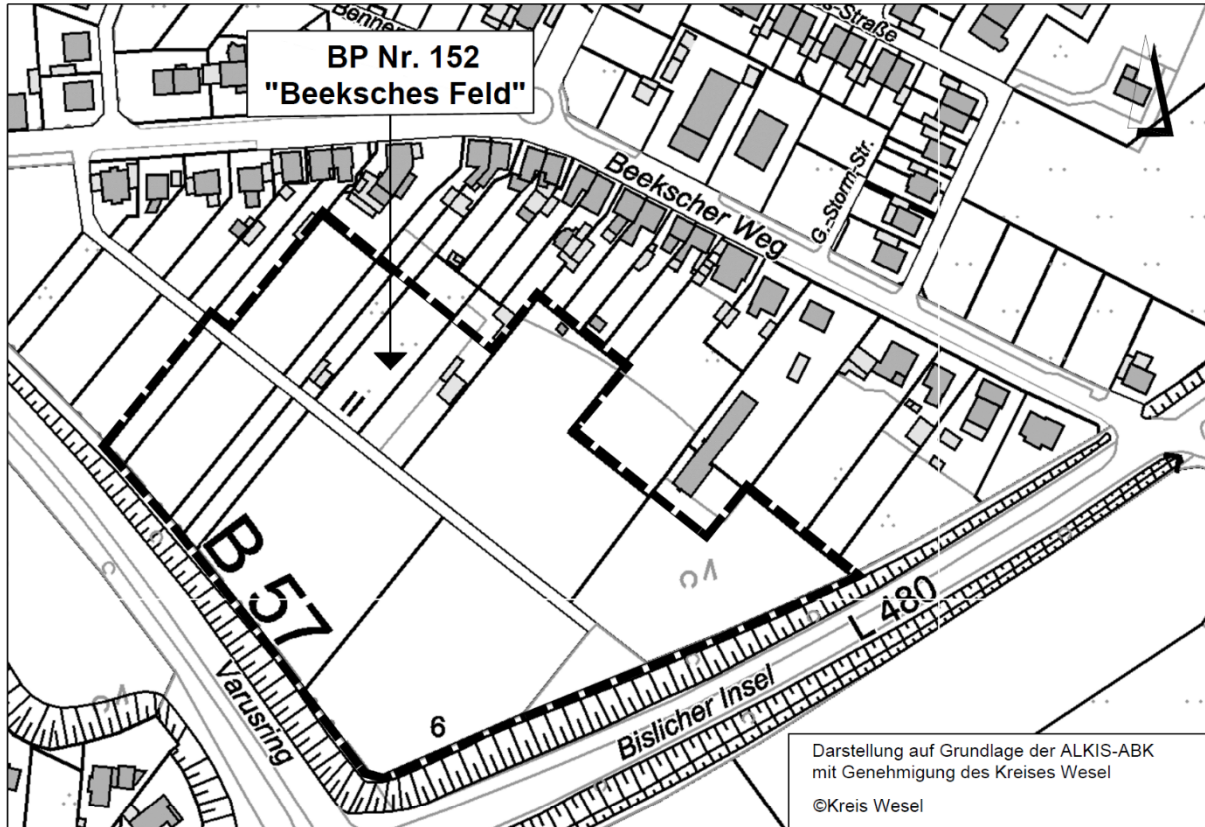 BP Nr. 152
"Beeksches Feld"
Beekscher Weg
G.-Storm-Str.
B 57
Varusring
6
Bislicher Insel
L 480
Darstellung auf Grundlage der ALKIS-ABK
mit Genehmigung des Kreises Wesel
©Kreis Wesel